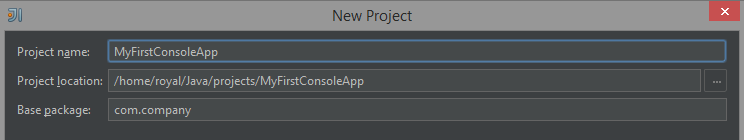 New Project
Project name: MyFirstConsoleApp
Project location: /home/royal/Java/projects/MyFirstConsoleApp ...
Base package: com.company